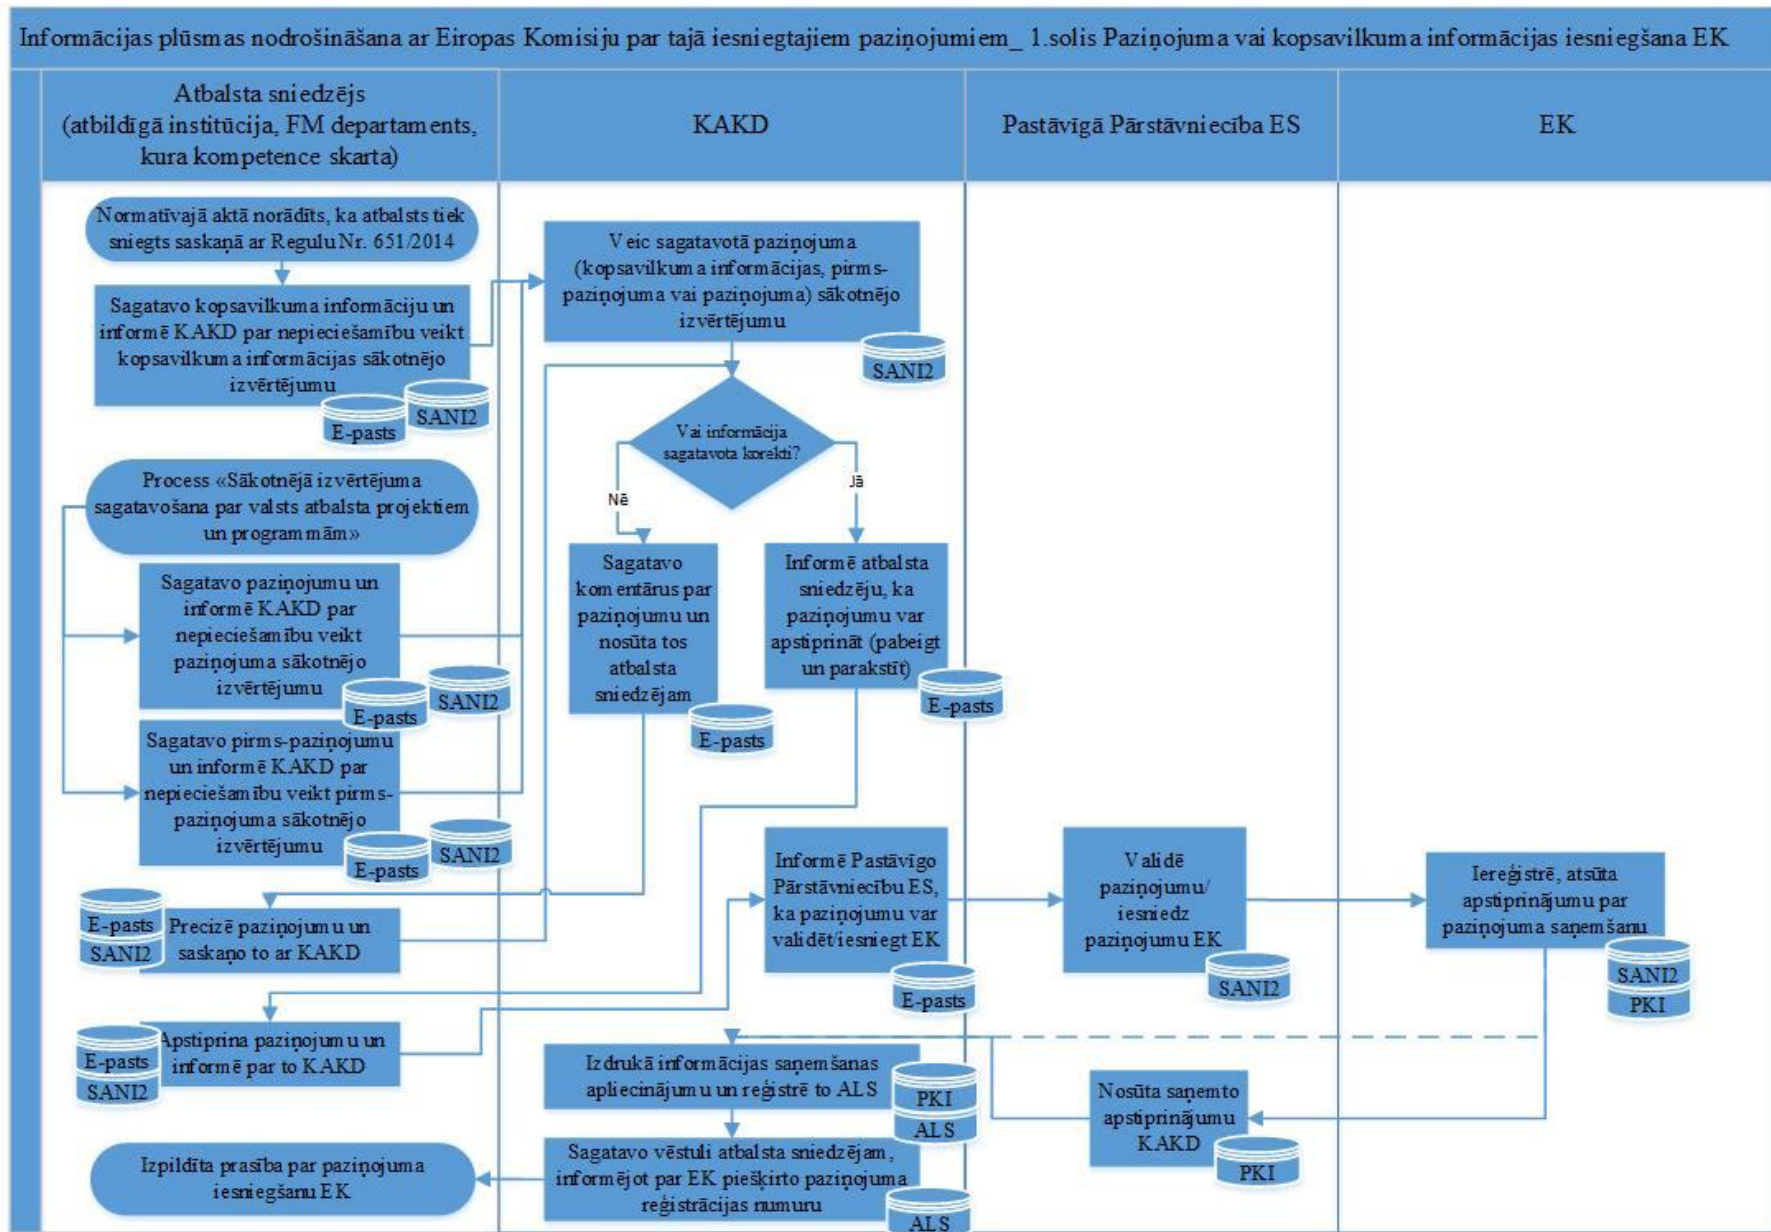 Informācijas plūsmas nodrošināšana ar Eiropas Komisiju par tajā iesniegtajiem paziņojumiem_ 1.solis Paziņojuma vai kopsavilkuma informācijas iesniegšana EK
Atbalsta sniedzējs
(atbildīgā institūcija, FM departaments,
kura kompetence skarta)
KAKD
Pastāvīgā Pārstāvniecība ES
EK
Normatīvajā aktā norādīts, ka atbalsts tiek
sniegts saskaņā ar Regulu Nr. 651/2014
Sagatavo kopsavilkuma informāciju un
informē KAKD par nepieciešamību veikt
kopsavilkuma informācijas sākotnējo
izvērtējumu
E-pasts
SANI2
Process «Sākotnējā izvērtējuma
sagatavošana par valsts atbalsta projektiem
un programmām»
Sagatavo paziņojumu un
informē KAKD par
nepieciešamību veikt
paziņojuma sākotnējo
izvērtējumu
E-pasts
SANI2
Sagatavo pirms-paziņojumu
un informē KAKD par
nepieciešamību veikt pirms-
paziņojuma sākotnējo
izvērtējumu
E-pasts
SANI2
E-pasts
SANI2
Precizē paziņojumu un
saskaņo to ar KAKD
E-pasts
SANI2
Apstiprina paziņojumu un
informē par to KAKD
Izpildīta prasība par paziņojuma
iesniegšanu EK
Veic sagatavotā paziņojuma
(kopsavilkuma informācijas, pirms-
paziņojuma vai paziņojuma) sākotnējo
izvērtējumu
SANI2
Vai informācija
sagatavota korekti?
Nē
Jā
Sagatavo
komentārus par
paziņojumu un
nosūta tos
atbalsta
sniedzējam
E-pasts
Informē atbalsta
sniedzēju, ka
paziņojumu var
apstiprināt (pabeigt
un parakstīt)
E-pasts
Informē Pastāvīgo
Pārstāvniecību ES,
ka paziņojumu var
validēt/iesniegt EK
E-pasts
Validē
paziņojumu/
iesniedz
paziņojumu EK
SANI2
Iereģistrē, atsūta
apstiprinājumu par
paziņojuma saņemšanu
SANI2
PKI
Nosūta saņemto
apstiprinājumu
KAKD
PKI
Izdrukā informācijas saņemšanas
apliecinājumu un reģistrē to ALS
PKI
ALS
Sagatavo vēstuli atbalsta sniedzējam,
informējot par EK piešķirto paziņojuma
reģistrācijas numuru
ALS